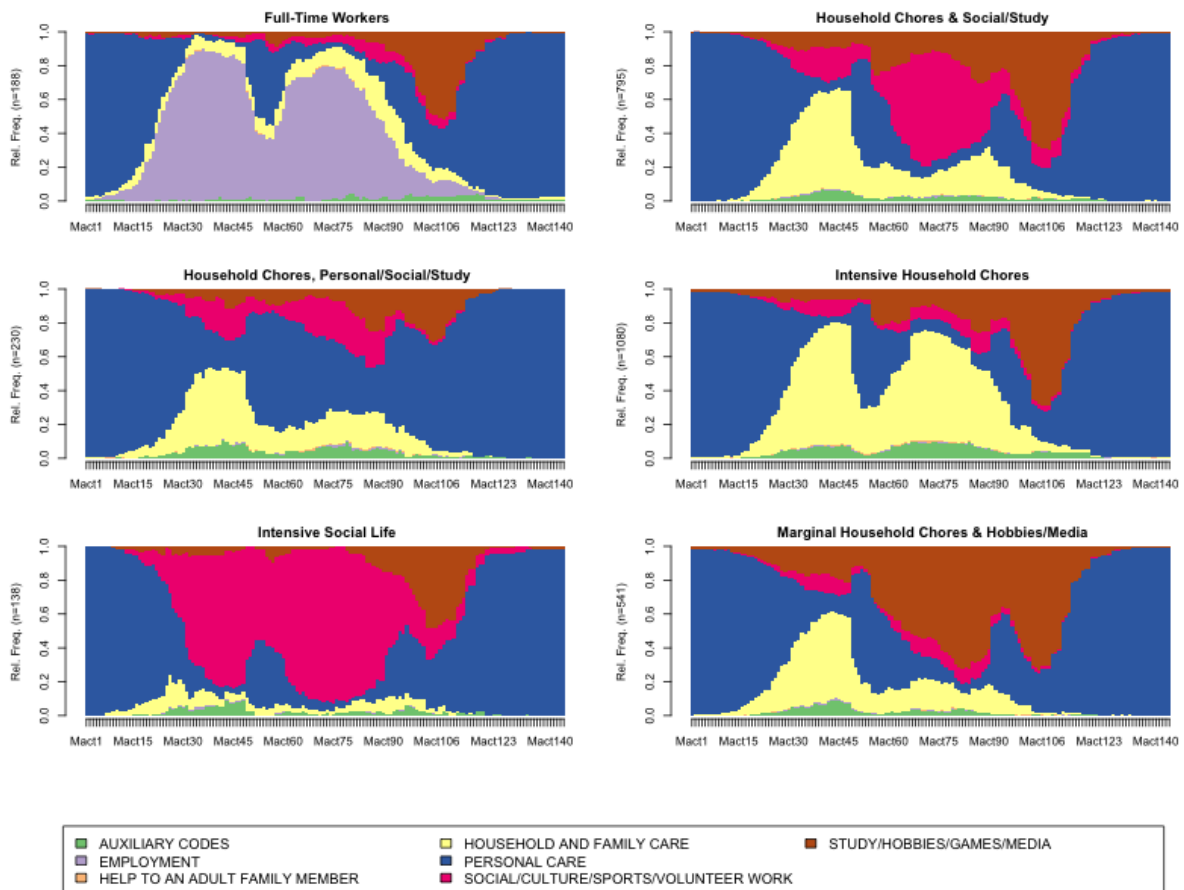 Full-Time Workers
Rel. Freq. (n=188)
0.0 0.2 0.4 0.6 0.8 1.0
Mact1 Mact15 Mact30 Mact45 Mact60 Mact75 Mact90 Mact106 Mact123 Mact140
Household Chores & Social/Study
Rel. Freq. (n=795)
0.0 0.2 0.4 0.6 0.8 1.0
Mact1 Mact15 Mact30 Mact45 Mact60 Mact75 Mact90 Mact106 Mact123 Mact140
Household Chores, Personal/Social/Study
Rel. Freq. (n=230)
0.0 0.2 0.4 0.6 0.8 1.0
Mact1 Mact15 Mact30 Mact45 Mact60 Mact75 Mact90 Mact106 Mact123 Mact140
Intensive Household Chores
Rel. Freq. (n=1080)
0.0 0.2 0.4 0.6 0.8 1.0
Mact1 Mact15 Mact30 Mact45 Mact60 Mact75 Mact90 Mact106 Mact123 Mact140
Intensive Social Life
Rel. Freq. (n=138)
0.0 0.2 0.4 0.6 0.8 1.0
Mact1 Mact15 Mact30 Mact45 Mact60 Mact75 Mact90 Mact106 Mact123 Mact140
Marginal Household Chores & Hobbies/Media
Rel. Freq. (n=541)
0.0 0.2 0.4 0.6 0.8 1.0
Mact1 Mact15 Mact30 Mact45 Mact60 Mact75 Mact90 Mact106 Mact123 Mact140
AUXILIARY CODES
EMPLOYMENT
HELP TO AN ADULT FAMILY MEMBER
HOUSEHOLD AND FAMILY CARE
PERSONAL CARE
SOCIAL/CULTURE/SPORTS/VOLUNTEER WORK
STUDY/HOBBIES/GAMES/MEDIA